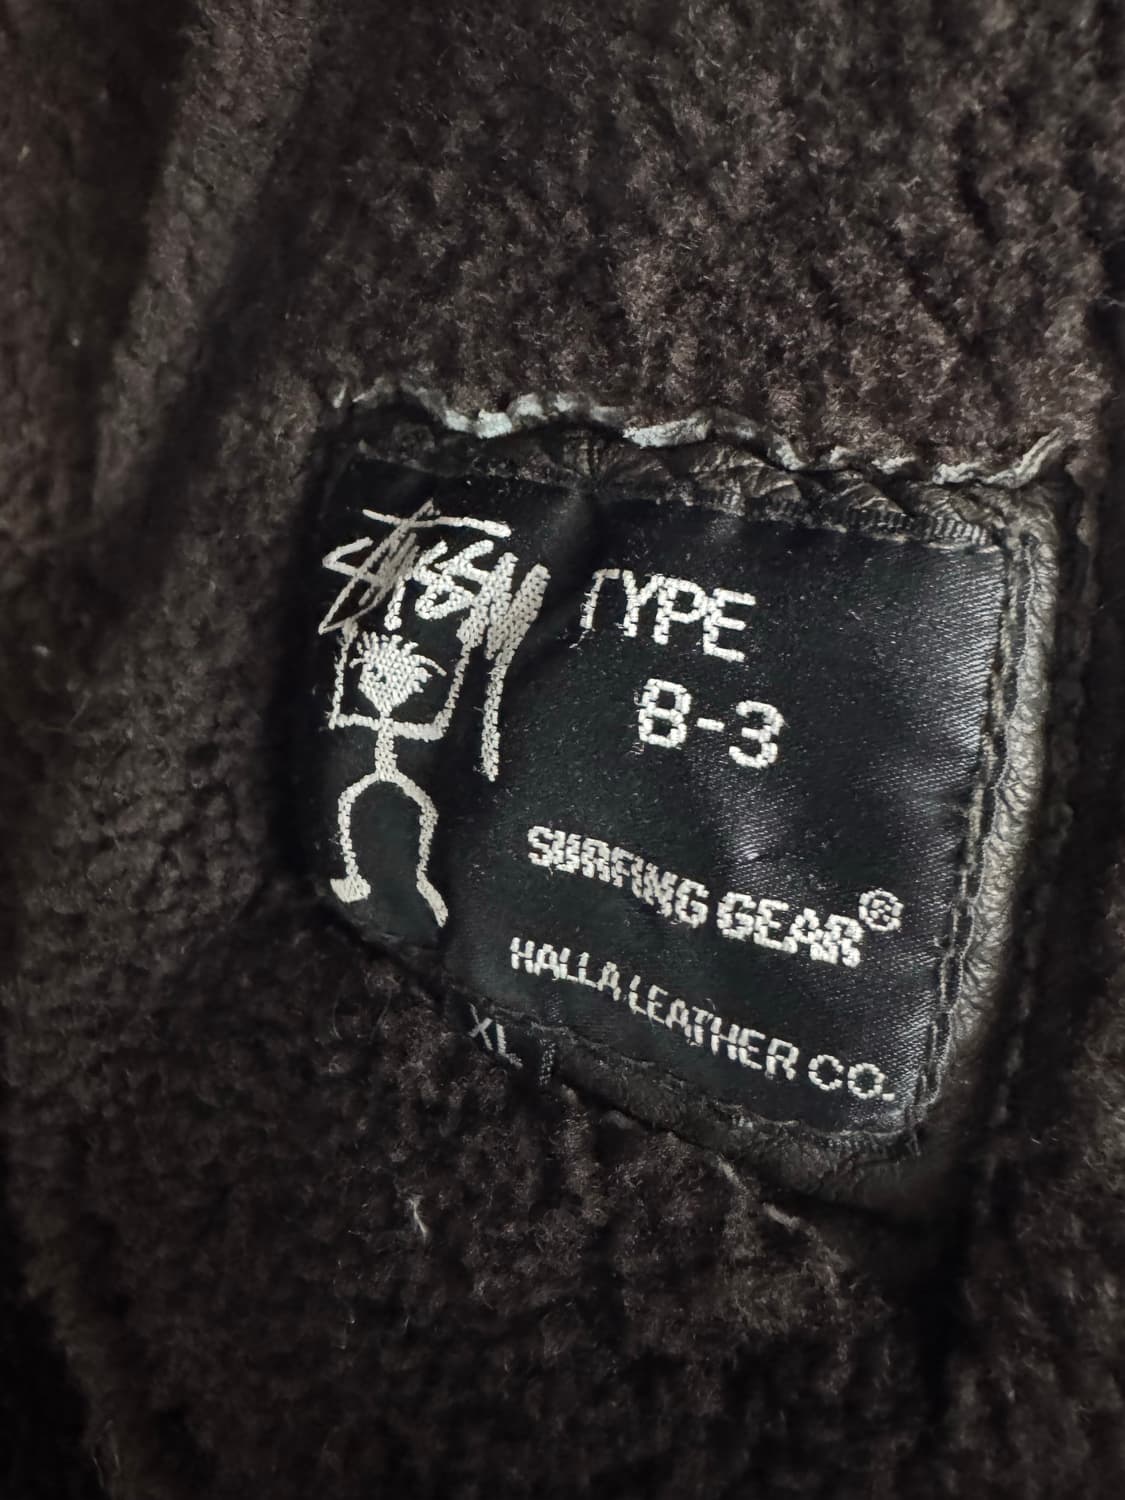 STÜSSY
TYPE
B-3
SURFING GEAR®
HALLA LEATHER CO.
XL